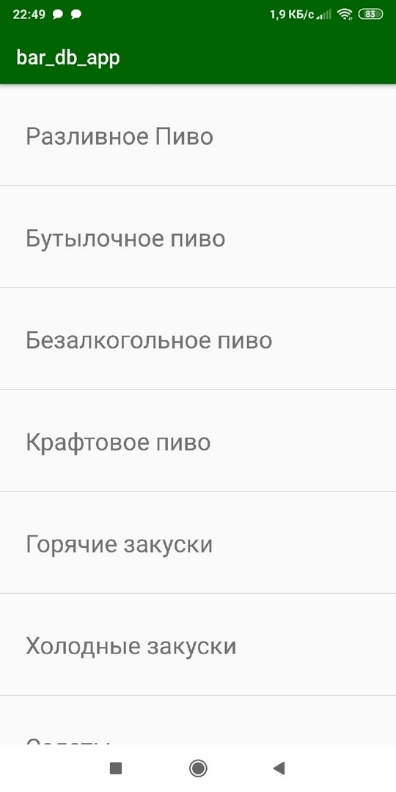 22:49 1,9 КБ/с 83
bar_db_app
Разливное Пиво
Бутылочное пиво
Безалкогольное пиво
Крафтовое пиво
Горячие закуски
Холодные закуски